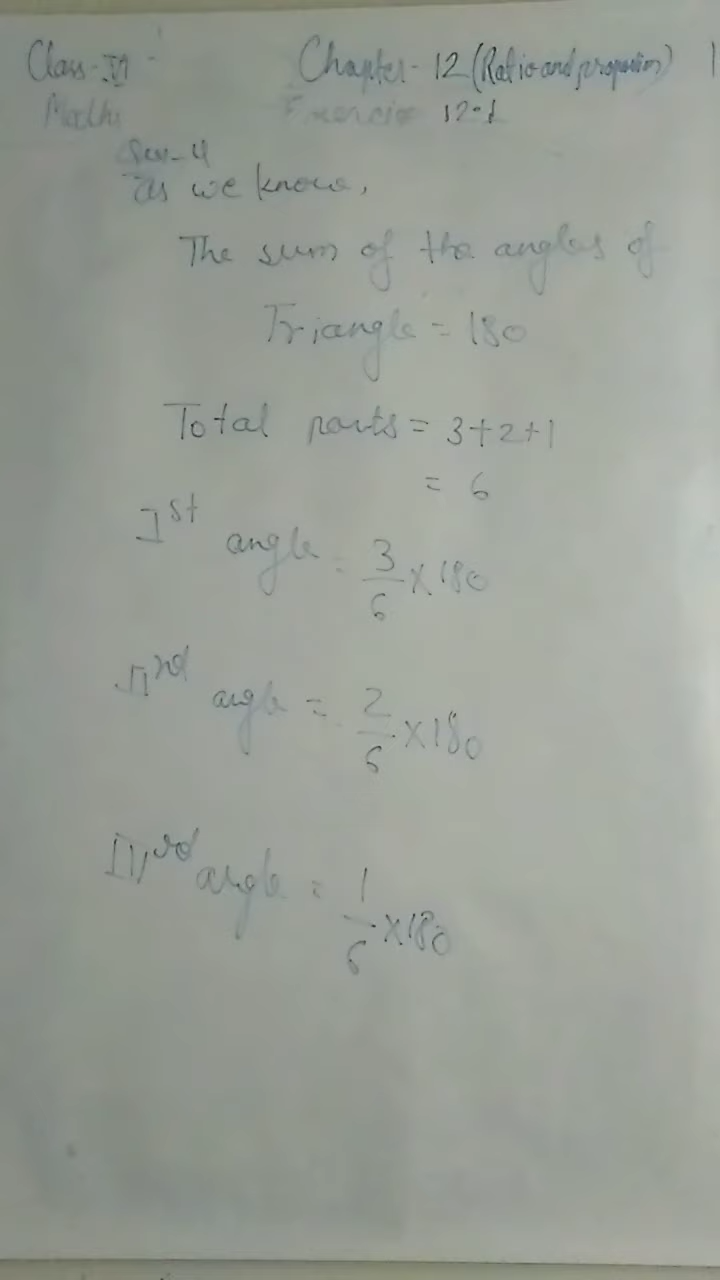 Class-VI Chapter-12 (Ratio and proportion) 1
Maths Exercise 12.1
As we know,
The sum of the angles of
Triangle = 180
Total parts = 3+2+1
= 6
Ist angle = 3/6 × 180
IInd angle = 2/6 × 180
IIIrd angle = 1/6 × 180